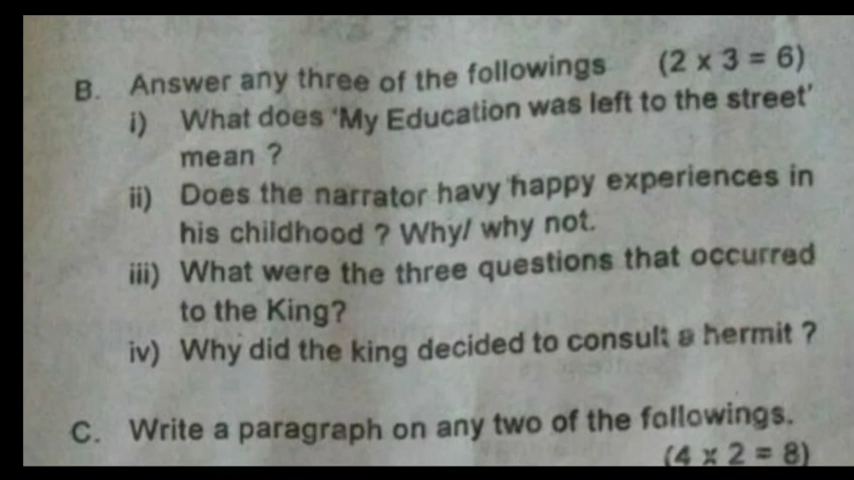 B. Answer any three of the followings (2 x 3 = 6)
i) What does 'My Education was left to the street'
mean ?
ii) Does the narrator havy happy experiences in
his childhood ? Why/ why not.
iii) What were the three questions that occurred
to the King?
iv) Why did the king decided to consult a hermit ?
C. Write a paragraph on any two of the followings.
(4 x 2 = 8)